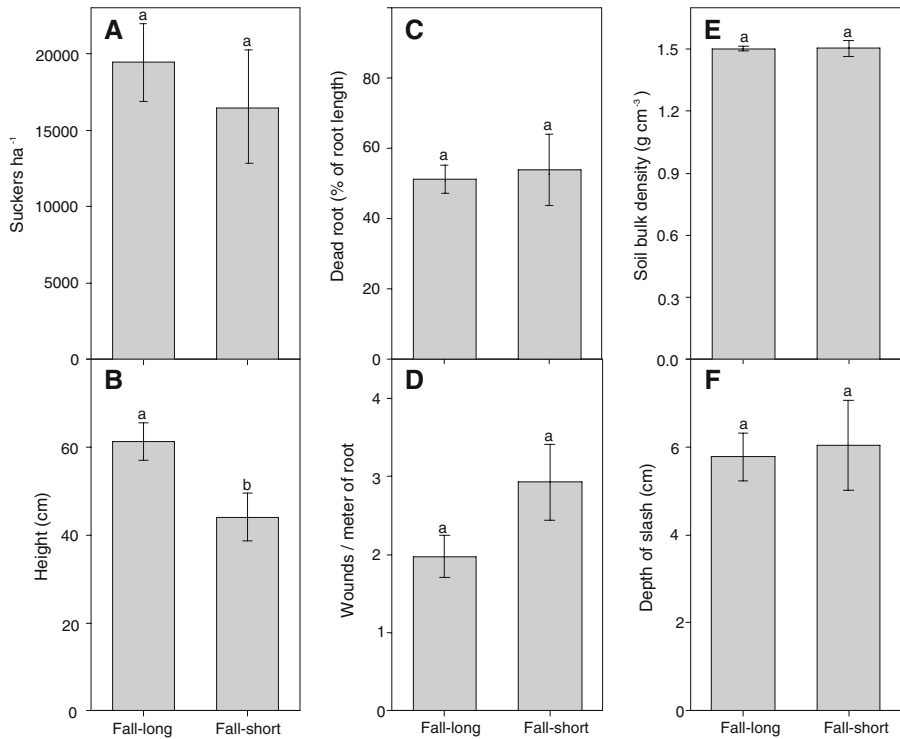 A
a
a
20000
15000
10000
5000
0
Suckers ha⁻¹
B
a
b
60
40
20
0
Height (cm)
Fall-long
Fall-short
C
a
a
80
60
40
20
0
Dead root (% of root length)
D
a
a
4
3
2
1
0
Wounds / meter of root
Fall-long
Fall-short
E
a
a
1.5
1.2
0.9
0.6
0.3
0.0
Soil bulk density (g cm⁻³)
F
a
a
6
4
2
0
Depth of slash (cm)
Fall-long
Fall-short